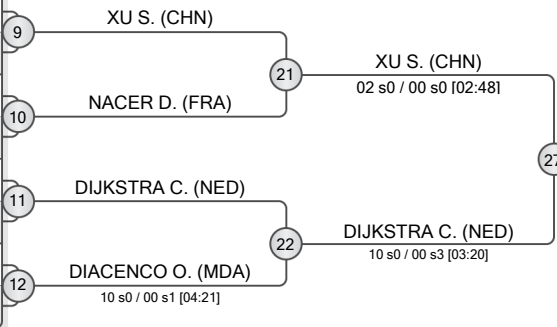 XU S. (CHN)
9
21
XU S. (CHN)
02 s0 / 00 s0 [02:48]
NACER D. (FRA)
10
27
DIJKSTRA C. (NED)
11
22
DIJKSTRA C. (NED)
10 s0 / 00 s3 [03:20]
DIACENCO O. (MDA)
12
10 s0 / 00 s1 [04:21]